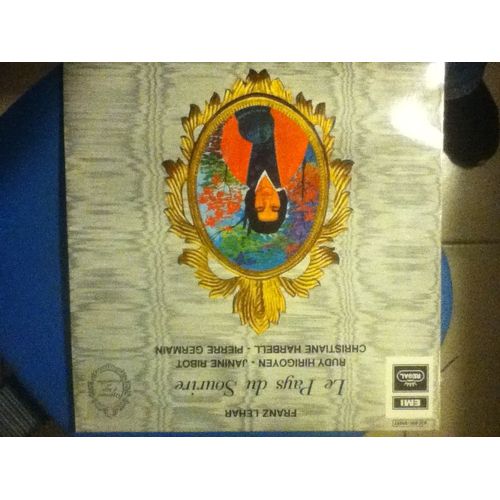 FRANZ LEHAR
Le Pays du Sourire
RUDY HIRIGOYEN - JANINE RIBOT
CHRISTIANE HARBELL - PIERRE GERMAIN
EMI
REGAL